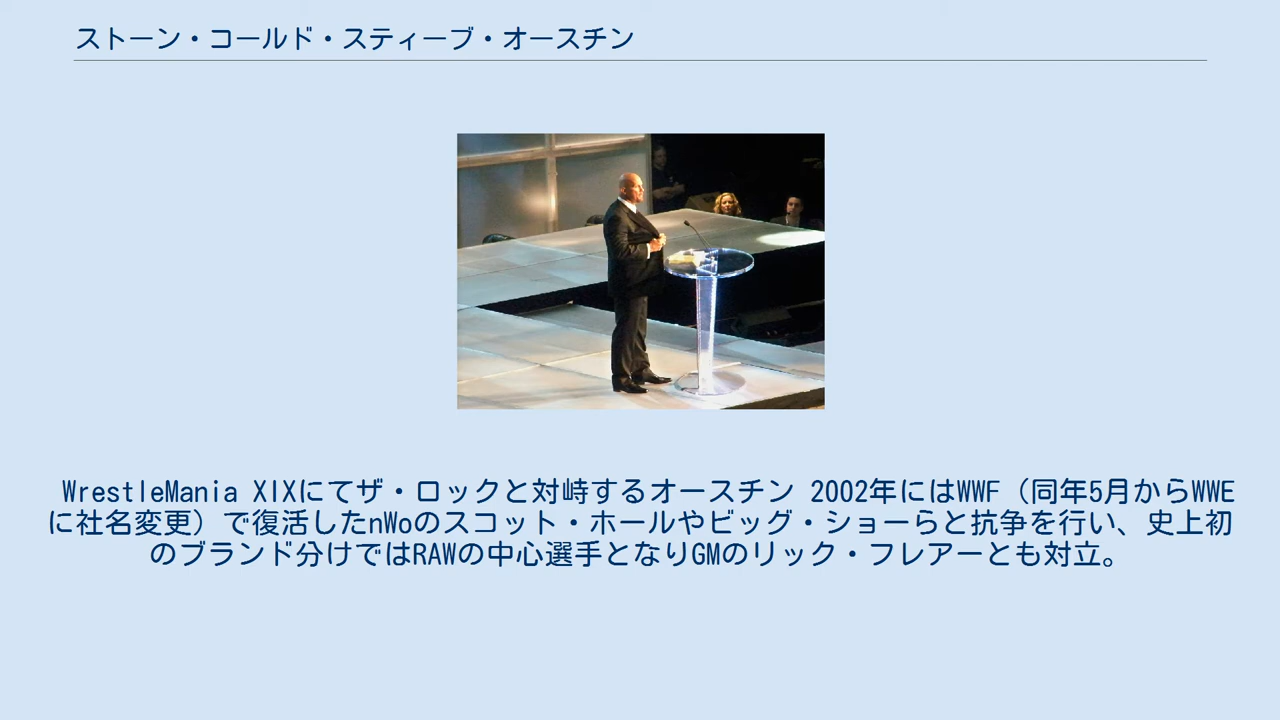 ストーン・コールド・スティーブ・オースチン
WrestleMania XIXにてザ・ロックと対峙するオースチン 2002年にはWWF（同年5月からWWE
に社名変更）で復活したnWoのスコット・ホールやビッグ・ショーらと抗争を行い、史上初
のブランド分けではRAWの中心選手となりGMのリック・フレアーとも対立。